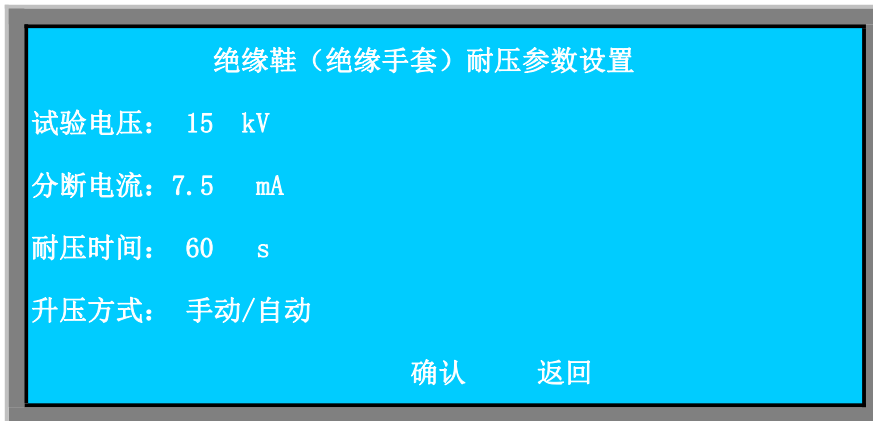 绝缘鞋（绝缘手套）耐压参数设置
试验电压： 15 kV
分断电流：7.5 mA
耐压时间： 60 s
升压方式： 手动/自动
确认 返回